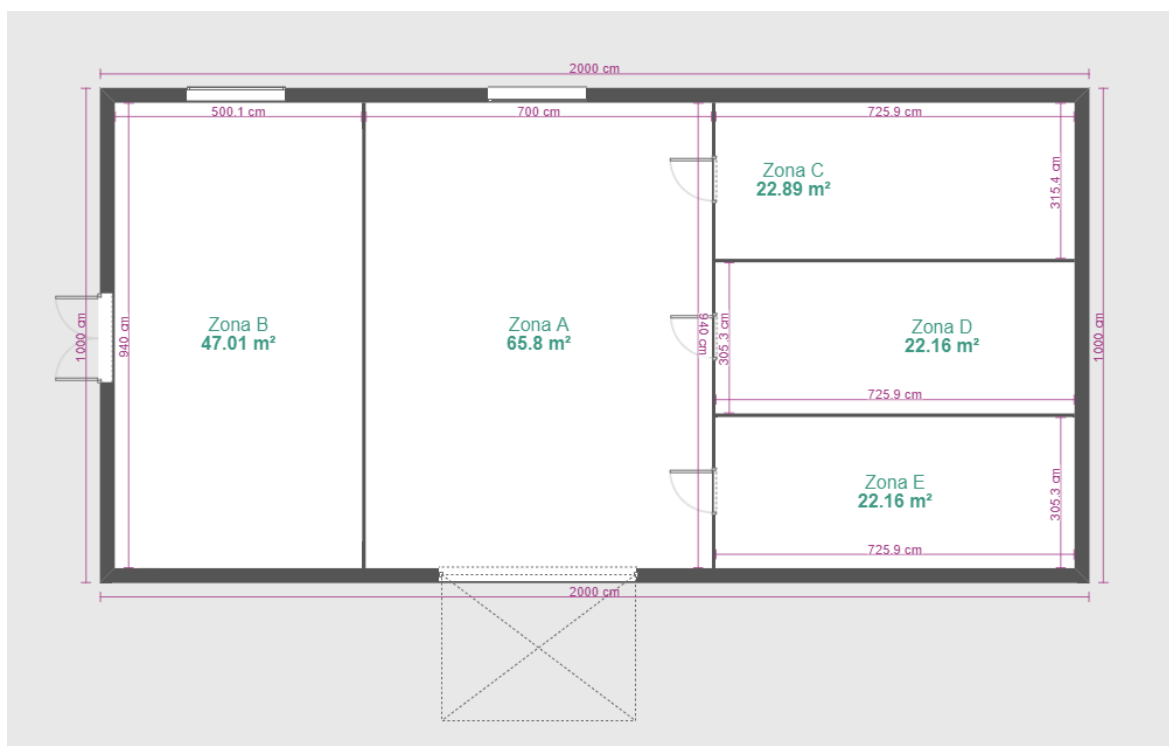 2000 cm
500.1 cm
700 cm
725.9 cm
Zona C
22.89 m²
315.4 cm
1000 cm
940 cm
Zona B
47.01 m²
Zona A
65.8 m²
940 cm
305.3 cm
Zona D
22.16 m²
1000 cm
725.9 cm
Zona E
22.16 m²
305.3 cm
725.9 cm
2000 cm